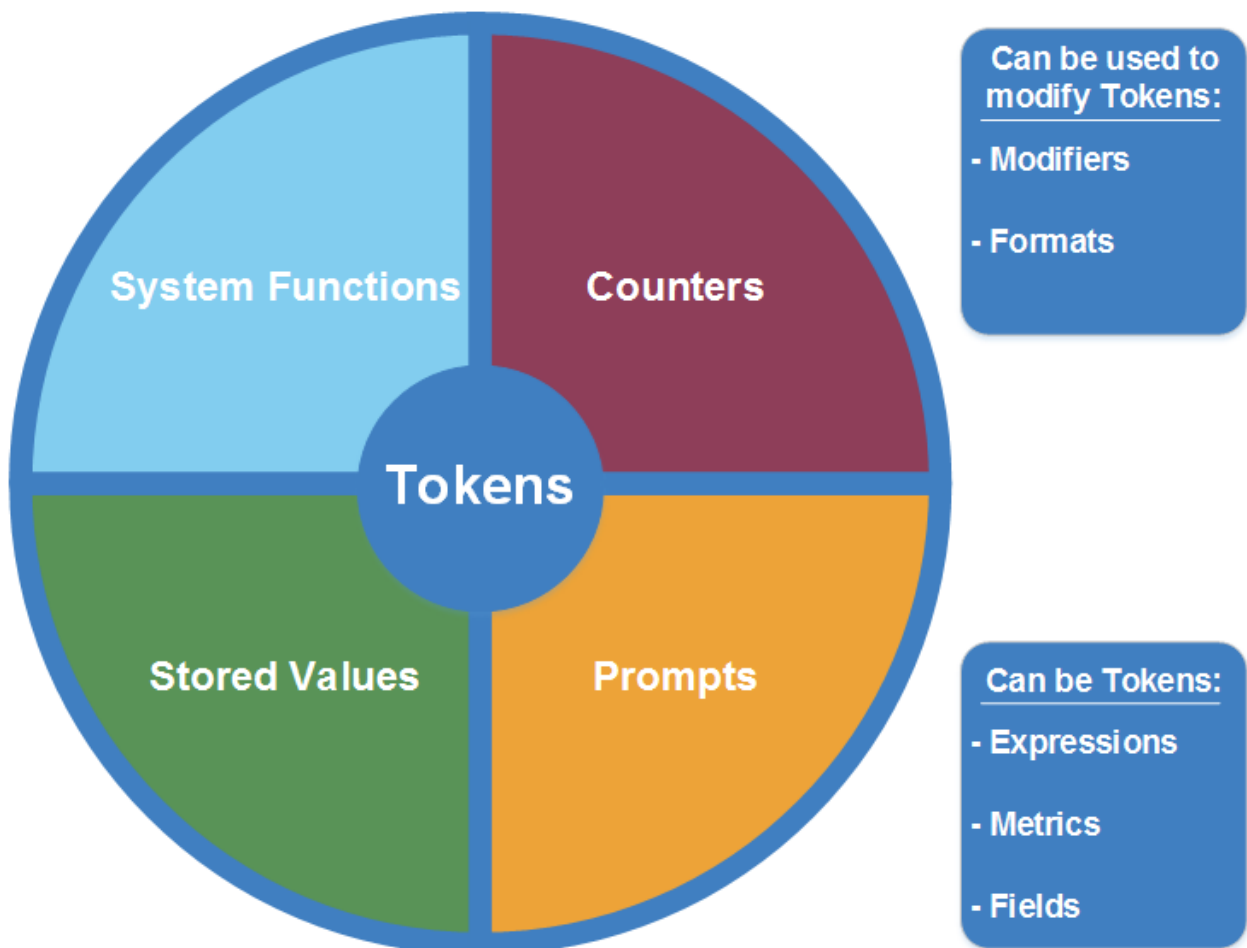 System Functions
Counters
Tokens
Stored Values
Prompts
Can be used to
modify Tokens:
- Modifiers
- Formats
Can be Tokens:
- Expressions
- Metrics
- Fields